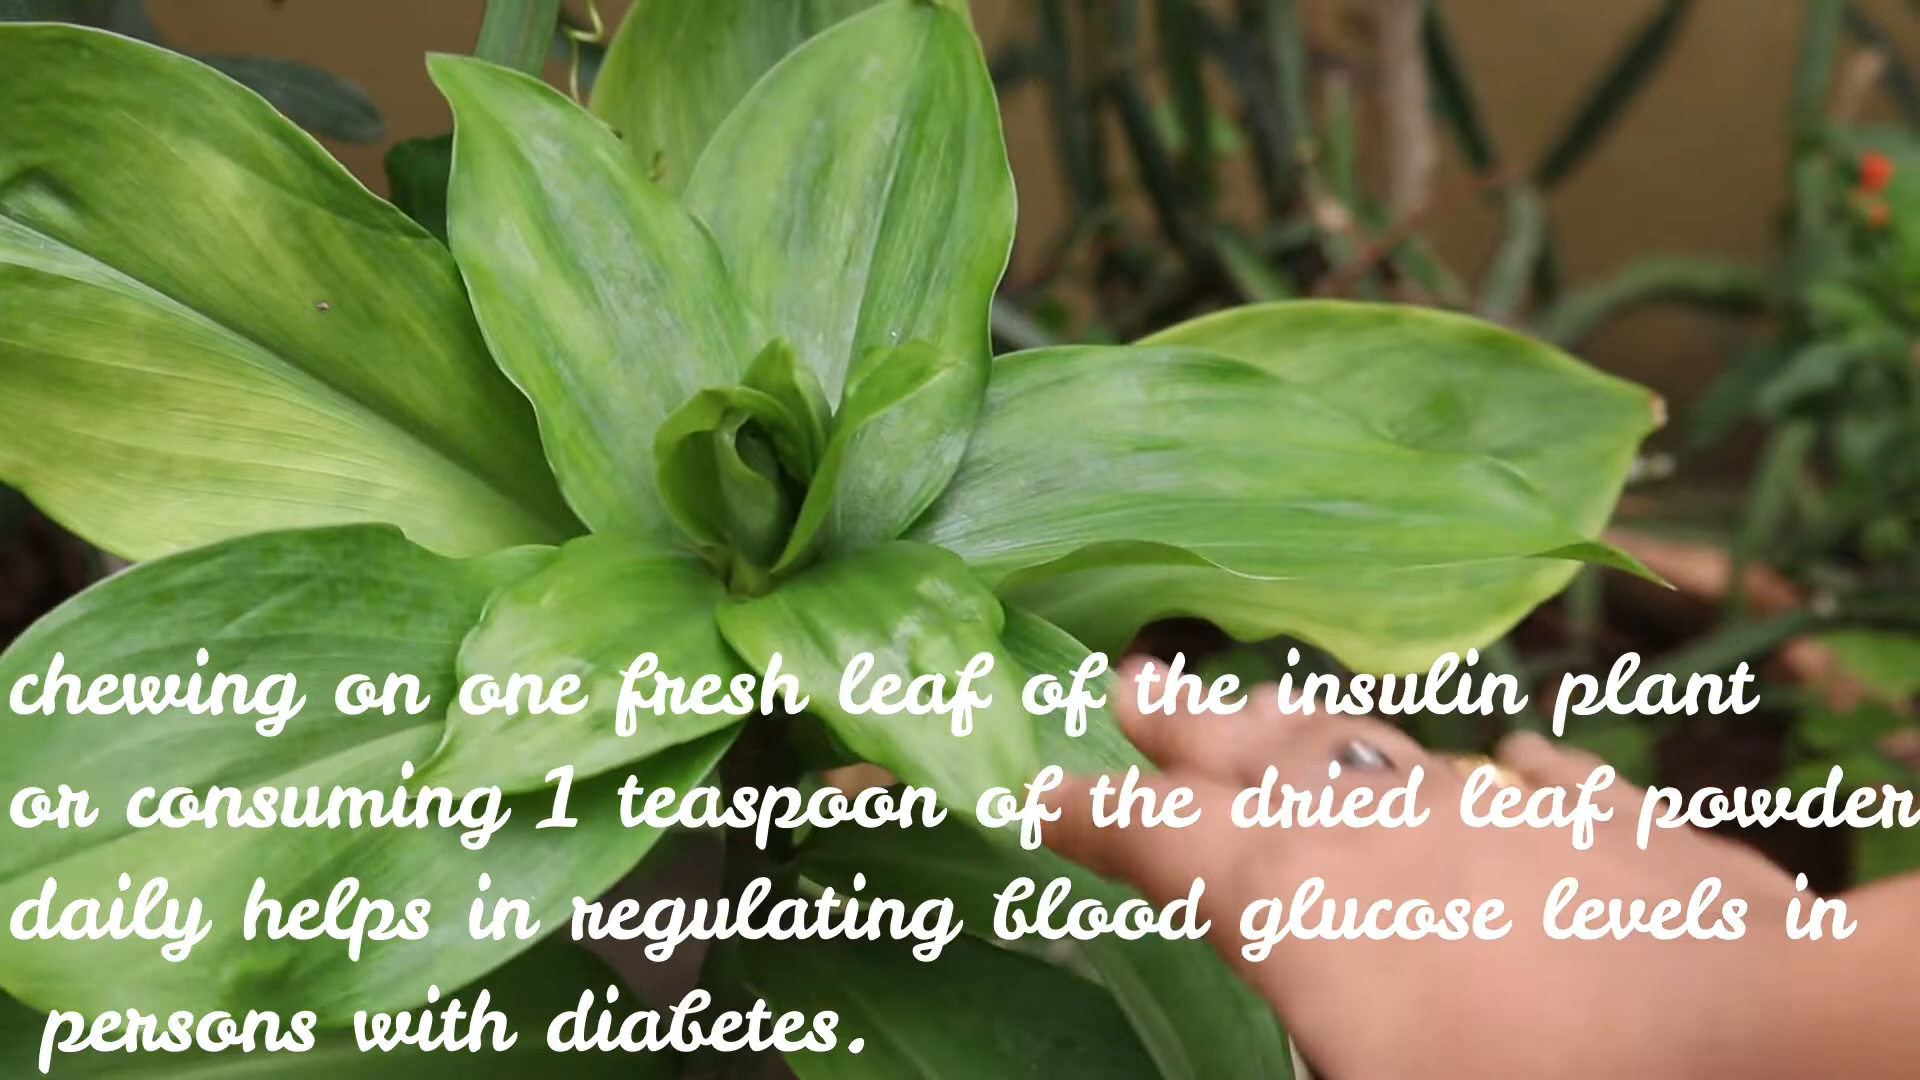 chewing on one fresh leaf of the insulin plant
or consuming 1 teaspoon of the dried leaf powder
daily helps in regulating blood glucose levels in
persons with diabetes.